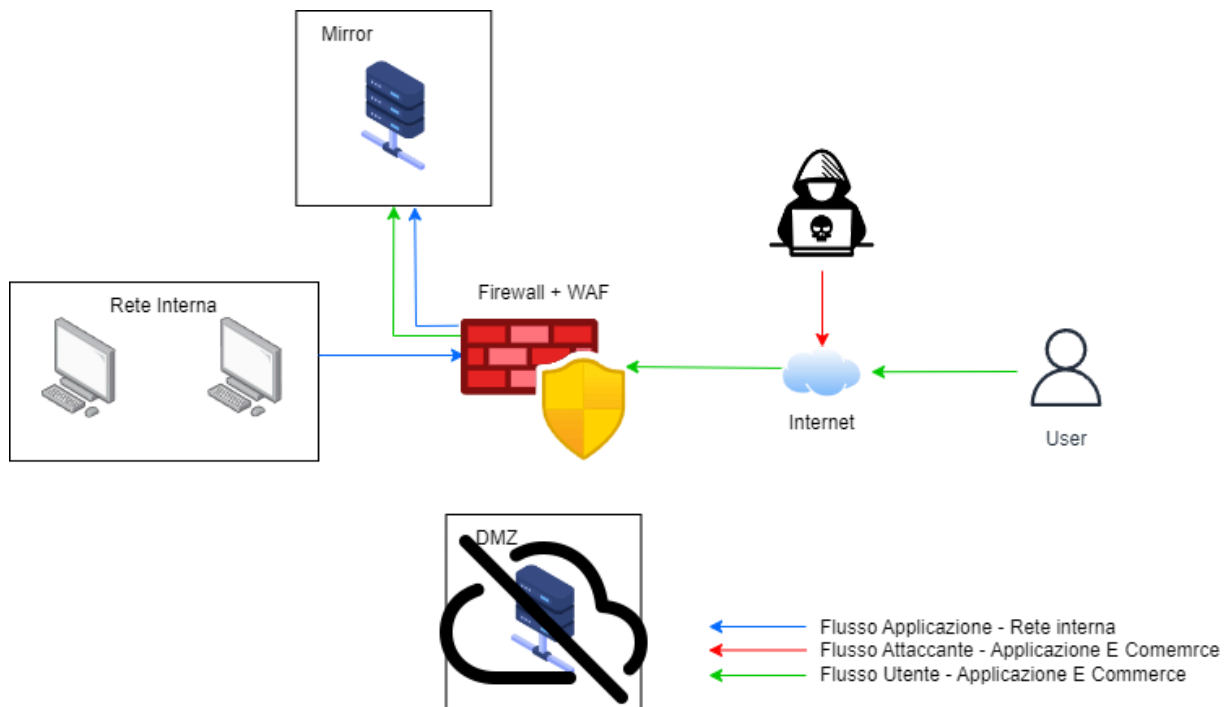 Mirror
Rete Interna
Firewall + WAF
Internet
User
DMZ
Flusso Applicazione - Rete interna
Flusso Attaccante - Applicazione E Comemrce
Flusso Utente - Applicazione E Commerce